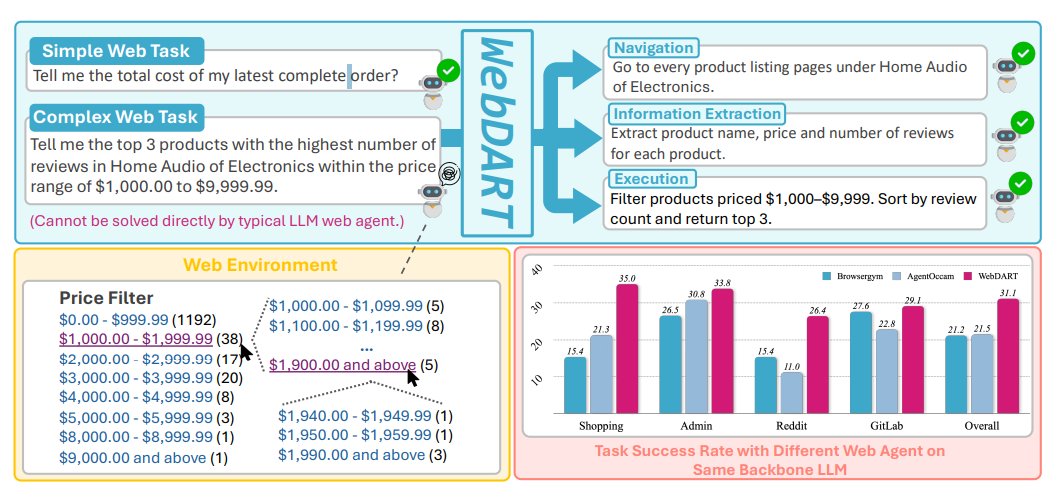 Simple Web Task
Tell me the total cost of my latest complete order?
Complex Web Task
Tell me the top 3 products with the highest number of
reviews in Home Audio of Electronics within the price
range of $1,000.00 to $9,999.99.
(Cannot be solved directly by typical LLM web agent.)
WebDART
Navigation
Go to every product listing pages under Home Audio
of Electronics.
Information Extraction
Extract product name, price and number of reviews
for each product.
Execution
Filter products priced $1,000–$9,999. Sort by review
count and return top 3.
Web Environment
Price Filter
$0.00 - $999.99 (1192)
$1,000.00 - $1,999.99 (38)
$2,000.00 - $2,999.99 (17)
$3,000.00 - $3,999.99 (20)
$4,000.00 - $4,999.99 (8)
$5,000.00 - $5,999.99 (3)
$8,000.00 - $8,999.99 (1)
$9,000.00 and above (1)
$1,000.00 - $1,099.99 (5)
$1,100.00 - $1,199.99 (8)
...
$1,900.00 and above (5)
$1,940.00 - $1,949.99 (1)
$1,950.00 - $1,959.99 (1)
$1,990.00 and above (3)
Browsergym AgentOccam WebDART
40
30
20
10
15.4 21.3 35.0
26.5 30.8 33.8
15.4 11.0 26.4
27.6 22.8 29.1
21.2 21.5 31.1
Shopping Admin Reddit GitLab Overall
Task Success Rate with Different Web Agent on
Same Backbone LLM